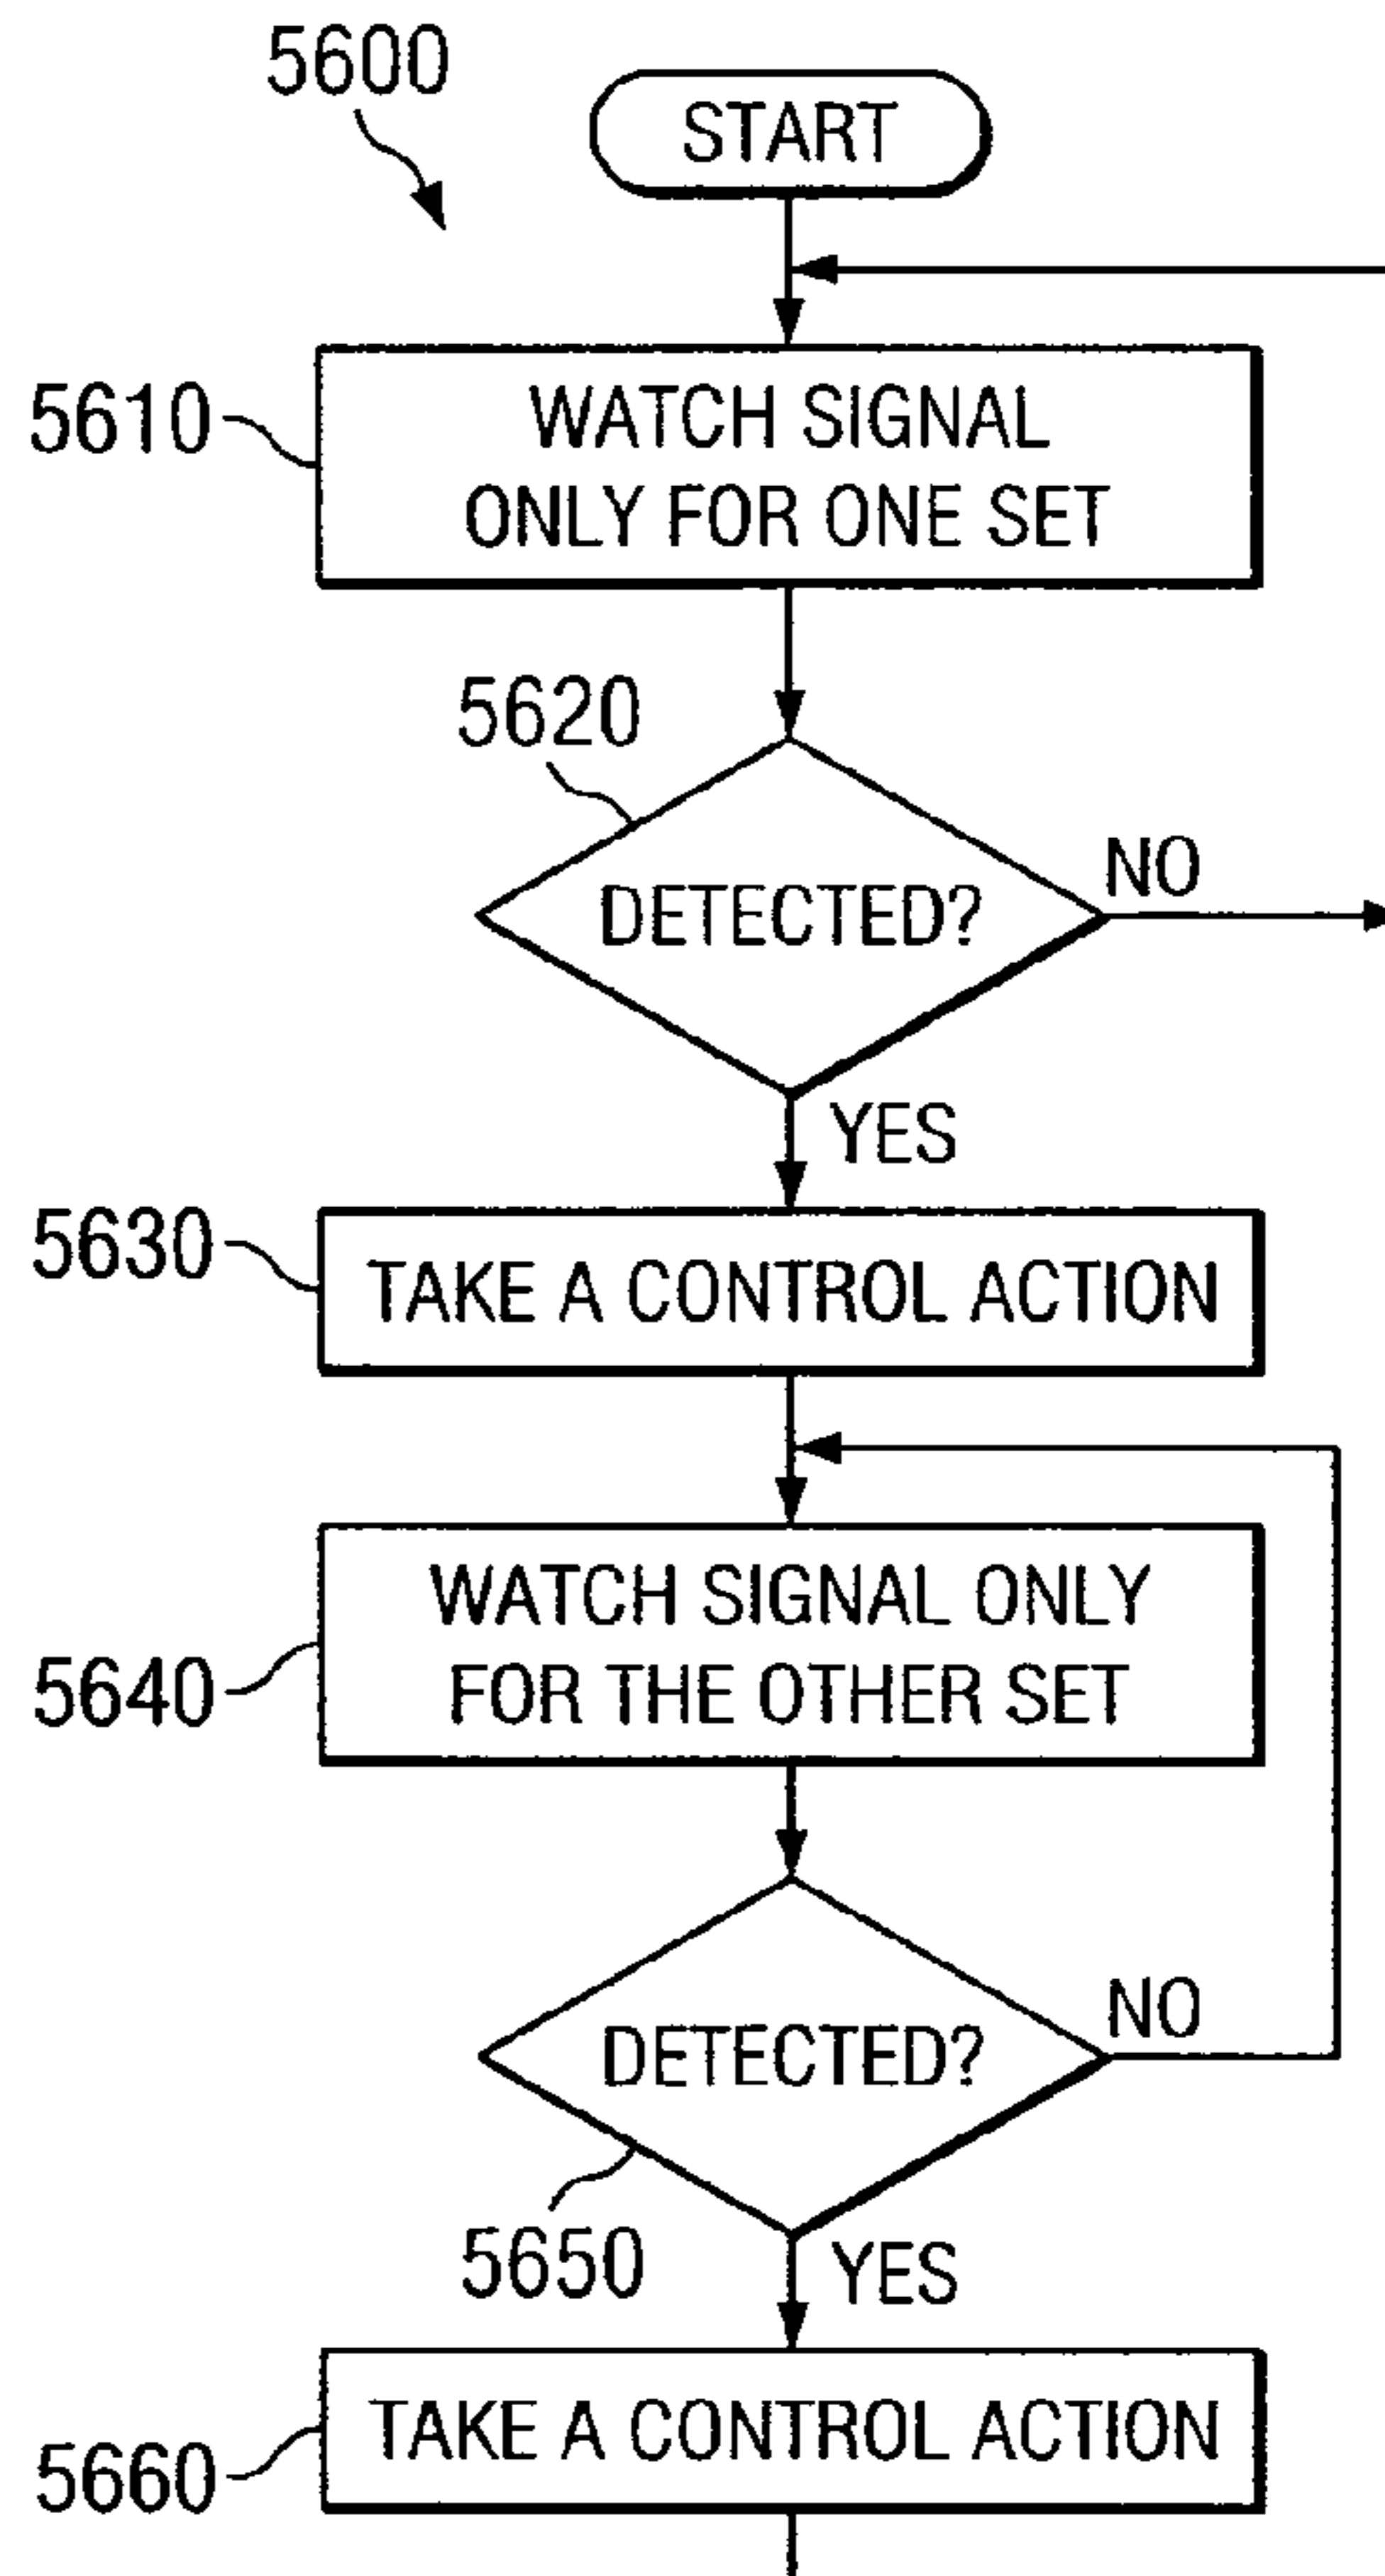 5600
START
5610
WATCH SIGNAL
ONLY FOR ONE SET
5620
DETECTED?
NO
YES
5630
TAKE A CONTROL ACTION
5640
WATCH SIGNAL ONLY
FOR THE OTHER SET
DETECTED?
NO
5650
YES
5660
TAKE A CONTROL ACTION